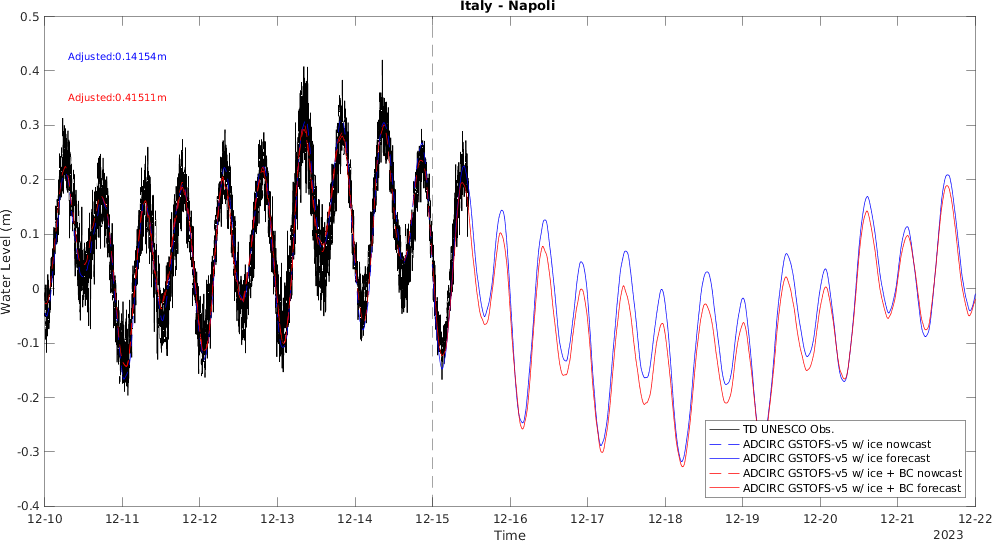 Italy - Napoli
Adjusted:0.14154m
Adjusted:0.41511m
Water Level (m)
0.5
0.4
0.3
0.2
0.1
0
-0.1
-0.2
-0.3
-0.4
TD UNESCO Obs.
ADCIRC GSTOFS-v5 w/ ice nowcast
ADCIRC GSTOFS-v5 w/ ice forecast
ADCIRC GSTOFS-v5 w/ ice + BC nowcast
ADCIRC GSTOFS-v5 w/ ice + BC forecast
12-10 12-11 12-12 12-13 12-14 12-15 12-16 12-17 12-18 12-19 12-20 12-21 12-22
Time
2023